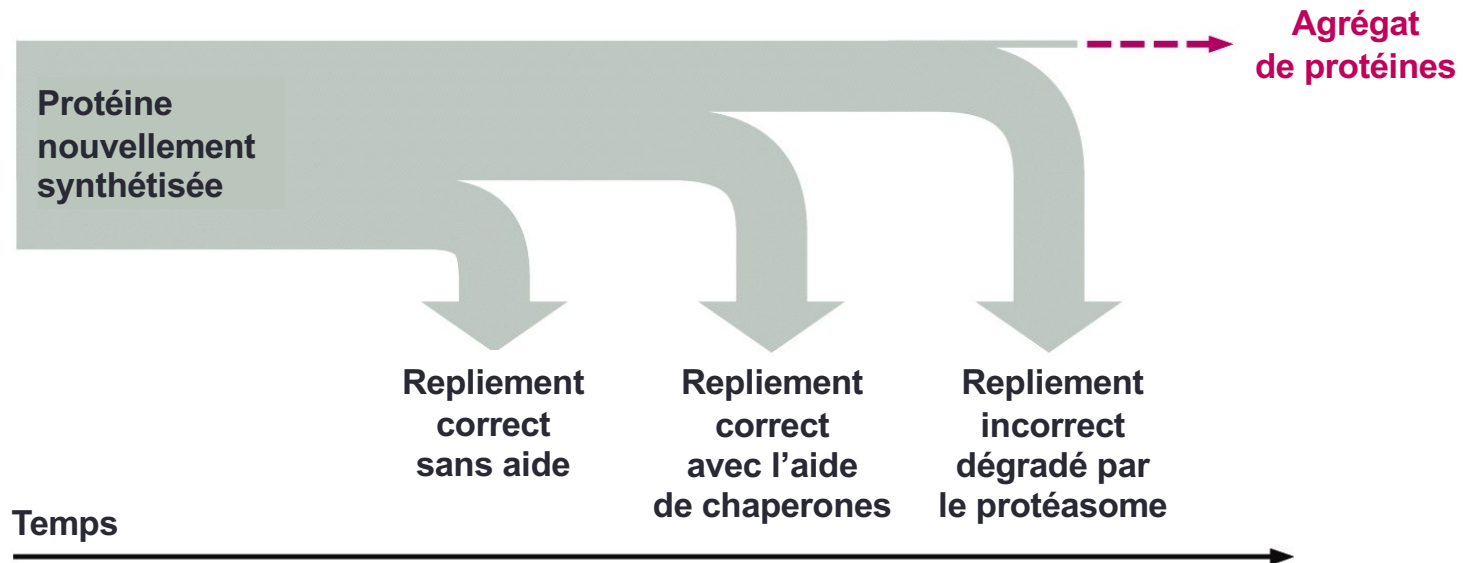 Agrégat
de protéines
Protéine
nouvellement
synthétisée
Repliement
correct
sans aide
Repliement
correct
avec l’aide
de chaperones
Repliement
incorrect
dégradé par
le protéasome
Temps